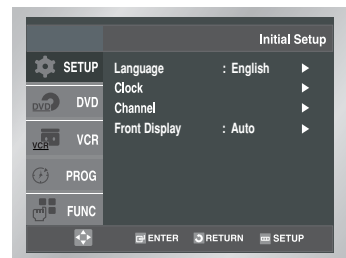 Initial Setup
SETUP
Language : English
Clock
Channel
Front Display : Auto
DVD DVD
VCR VCR
PROG
FUNC
ENTER RETURN SETUP